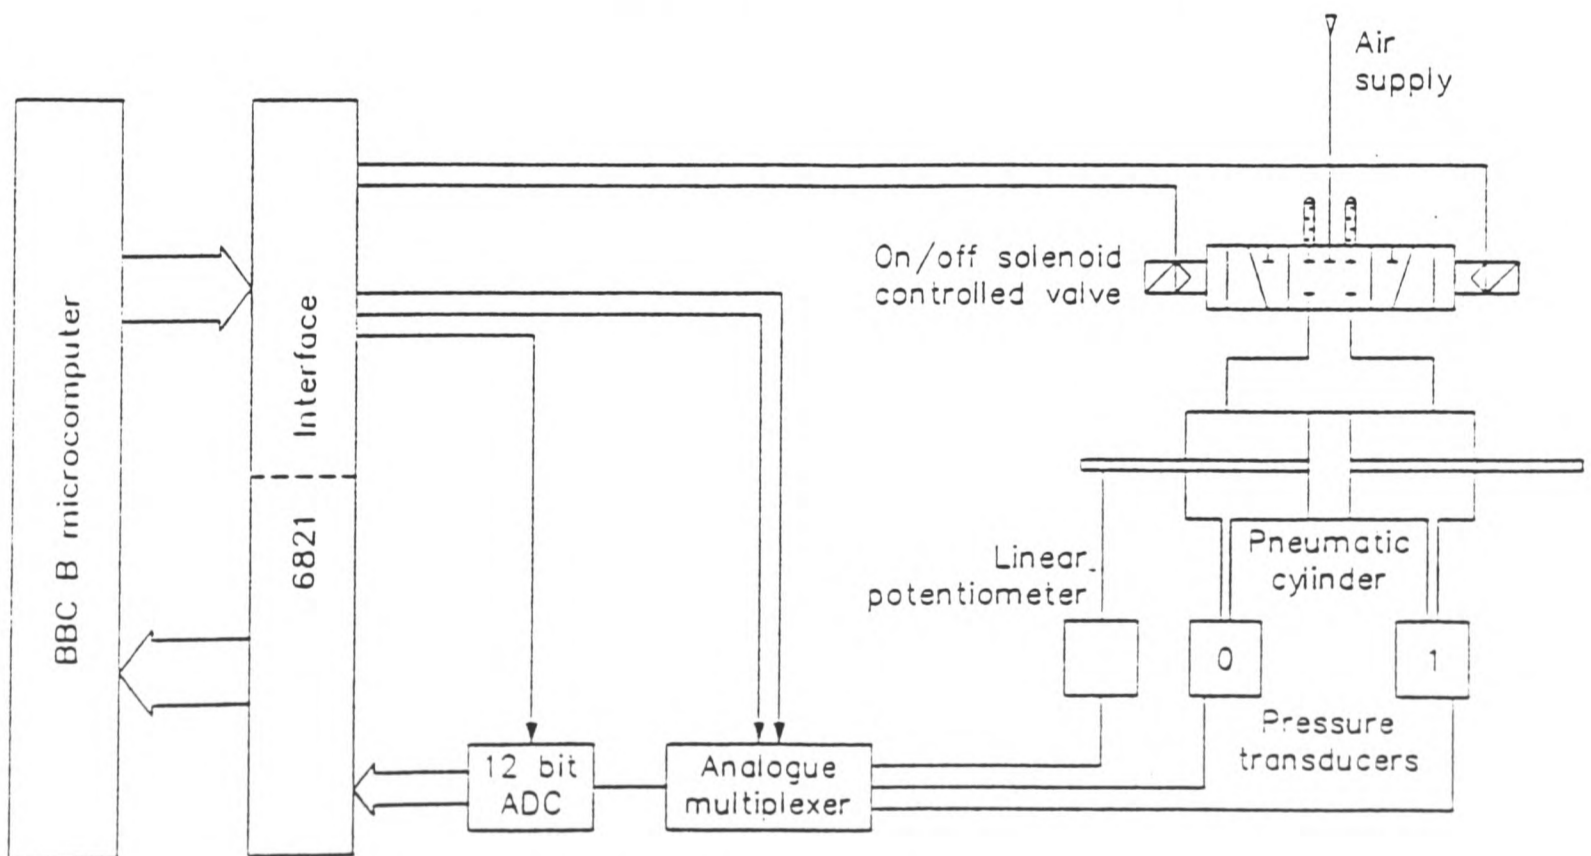 Air
supply
On/off solenoid
controlled valve
BBC B microcomputer
Interface
6821
Linear
potentiometer
Pneumatic
cylinder
0
1
Pressure
transducers
12 bit
ADC
Analogue
multiplexer